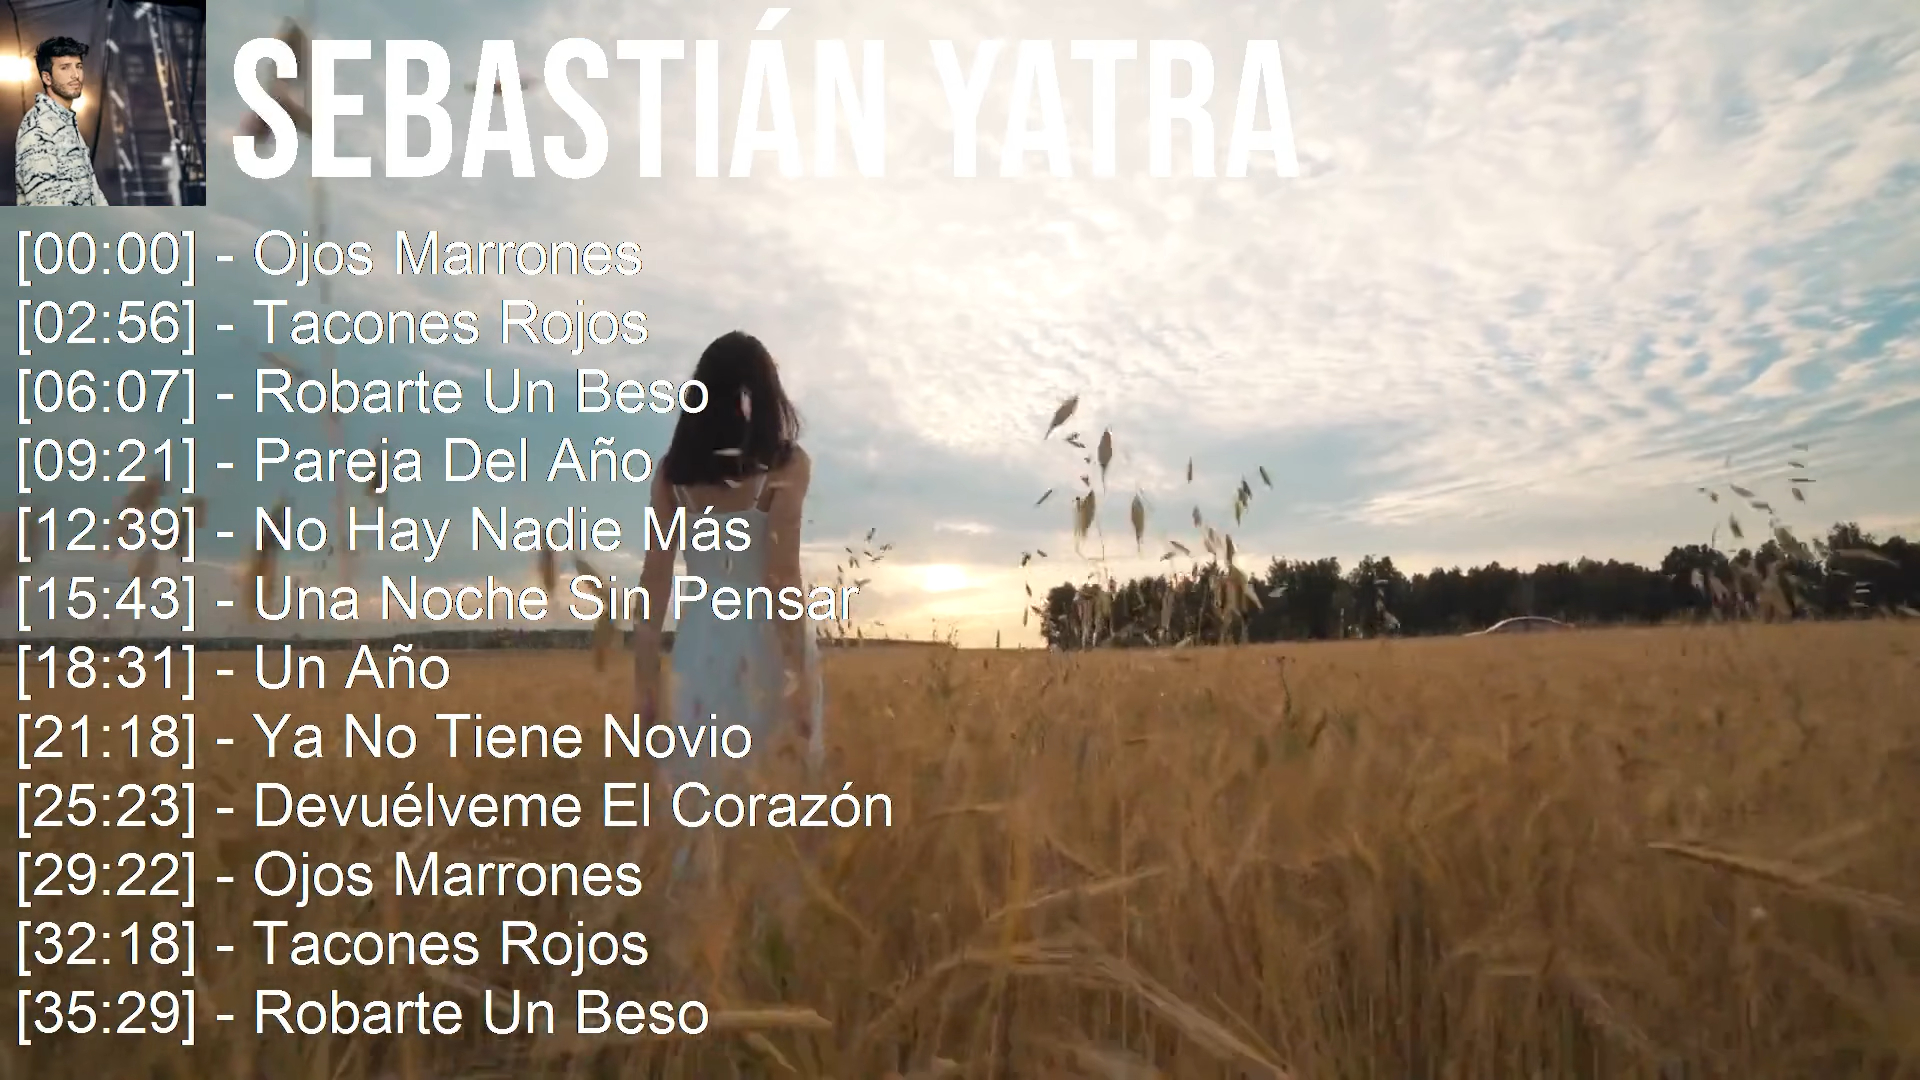 SEBASTIÁN YATRA
[00:00] - Ojos Marrones
[02:56] - Tacones Rojos
[06:07] - Robarte Un Beso
[09:21] - Pareja Del Año
[12:39] - No Hay Nadie Más
[15:43] - Una Noche Sin Pensar
[18:31] - Un Año
[21:18] - Ya No Tiene Novio
[25:23] - Devuélveme El Corazón
[29:22] - Ojos Marrones
[32:18] - Tacones Rojos
[35:29] - Robarte Un Beso